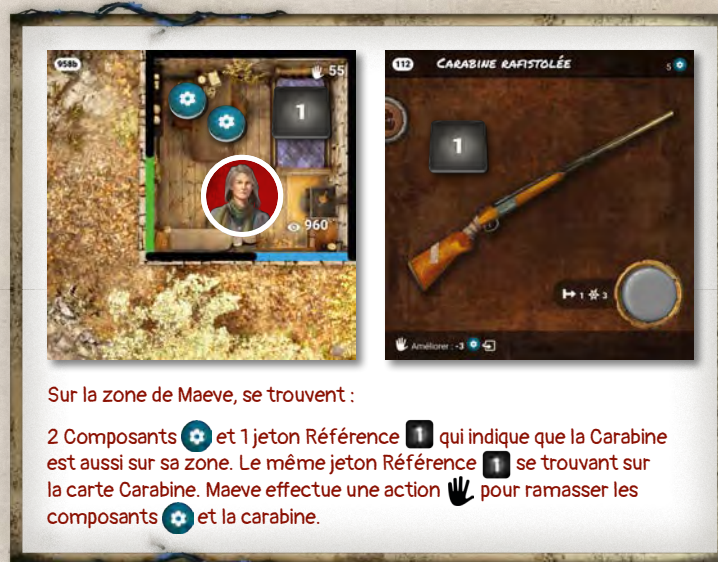 958b
55
1
960
112 CARABINE RAFISTOLÉE 5
1
1 3
Améliorer : -3
Sur la zone de Maeve, se trouvent :
2 Composants et 1 jeton Référence 1 qui indique que la Carabine
est aussi sur sa zone. Le même jeton Référence 1 se trouvant sur
la carte Carabine. Maeve effectue une action pour ramasser les
composants et la carabine.